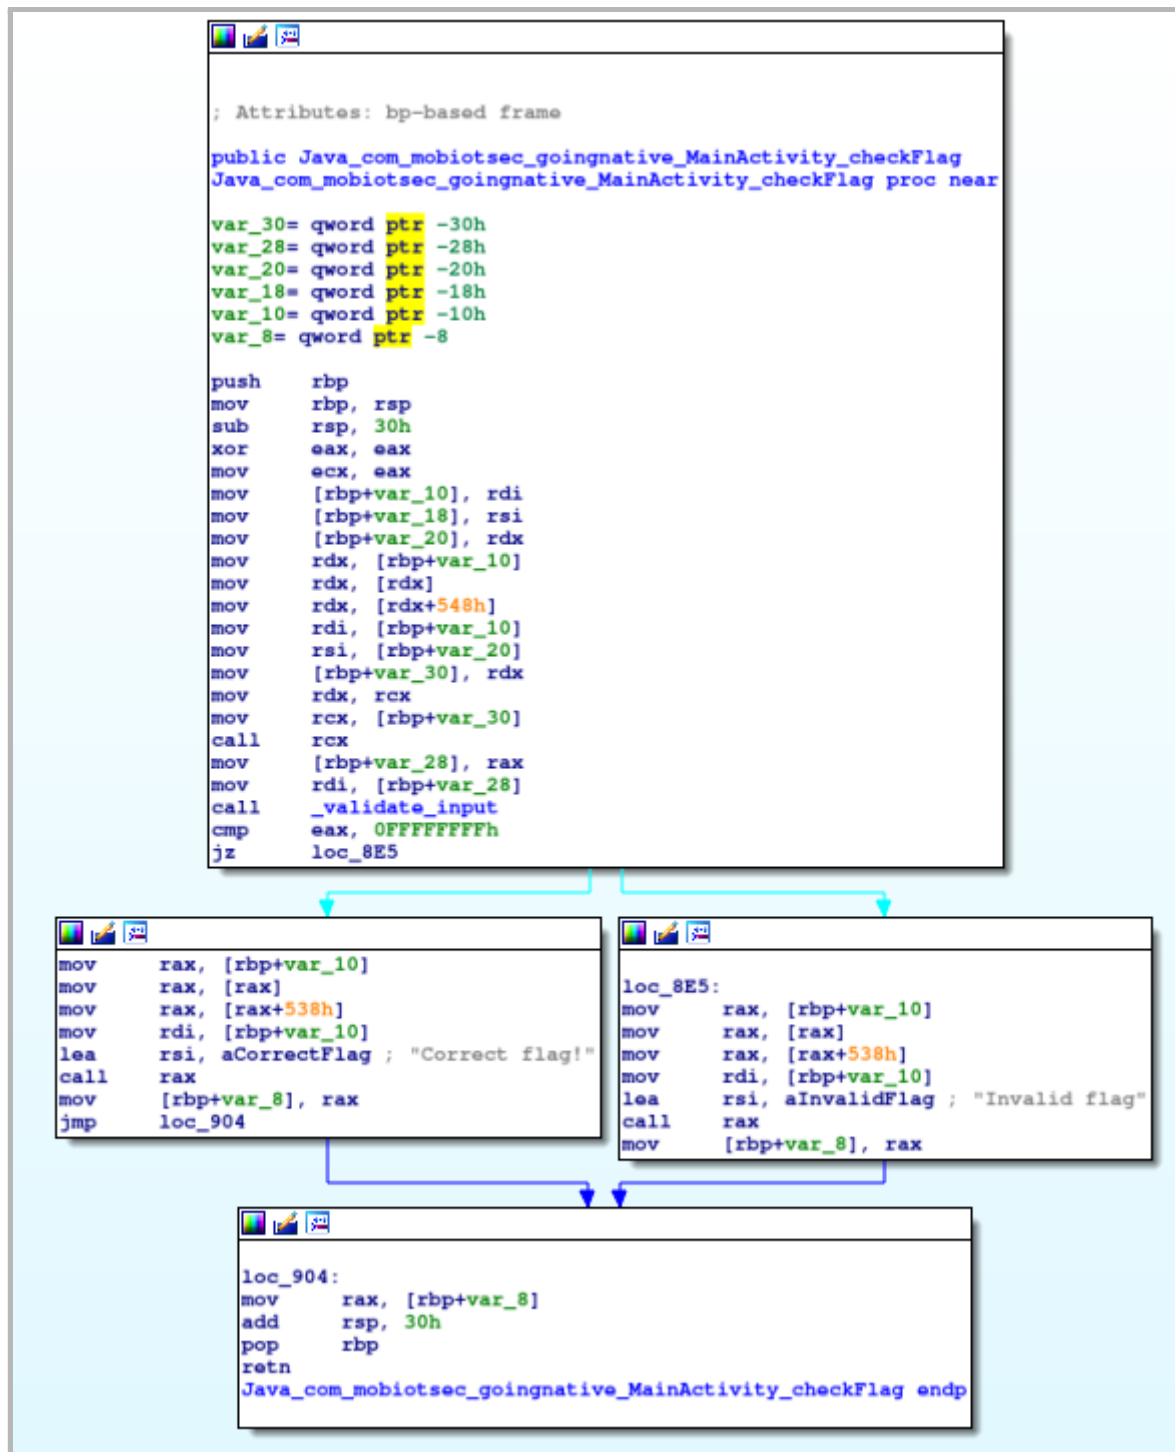 ; Attributes: bp-based frame
public Java_com_mobiotsec_goingnative_MainActivity_checkFlag
Java_com_mobiotsec_goingnative_MainActivity_checkFlag proc near
var_30= qword ptr -30h
var_28= qword ptr -28h
var_20= qword ptr -20h
var_18= qword ptr -18h
var_10= qword ptr -10h
var_8= qword ptr -8
push rbp
mov rbp, rsp
sub rsp, 30h
xor eax, eax
mov ecx, eax
mov [rbp+var_10], rdi
mov [rbp+var_18], rsi
mov [rbp+var_20], rdx
mov rdx, [rbp+var_10]
mov rdx, [rdx]
mov rdx, [rdx+548h]
mov rdi, [rbp+var_10]
mov rsi, [rbp+var_20]
mov [rbp+var_30], rdx
mov rdx, rcx
mov rcx, [rbp+var_30]
call rcx
mov [rbp+var_28], rax
mov rdi, [rbp+var_28]
call _validate_input
cmp eax, 0FFFFFFFFh
jz loc_8E5
mov rax, [rbp+var_10]
mov rax, [rax]
mov rax, [rax+538h]
mov rdi, [rbp+var_10]
lea rsi, aCorrectFlag ; "Correct flag!"
call rax
mov [rbp+var_8], rax
jmp loc_904
loc_8E5:
mov rax, [rbp+var_10]
mov rax, [rax]
mov rax, [rax+538h]
mov rdi, [rbp+var_10]
lea rsi, aInvalidFlag ; "Invalid flag"
call rax
mov [rbp+var_8], rax
loc_904:
mov rax, [rbp+var_8]
add rsp, 30h
pop rbp
retn
Java_com_mobiotsec_goingnative_MainActivity_checkFlag endp